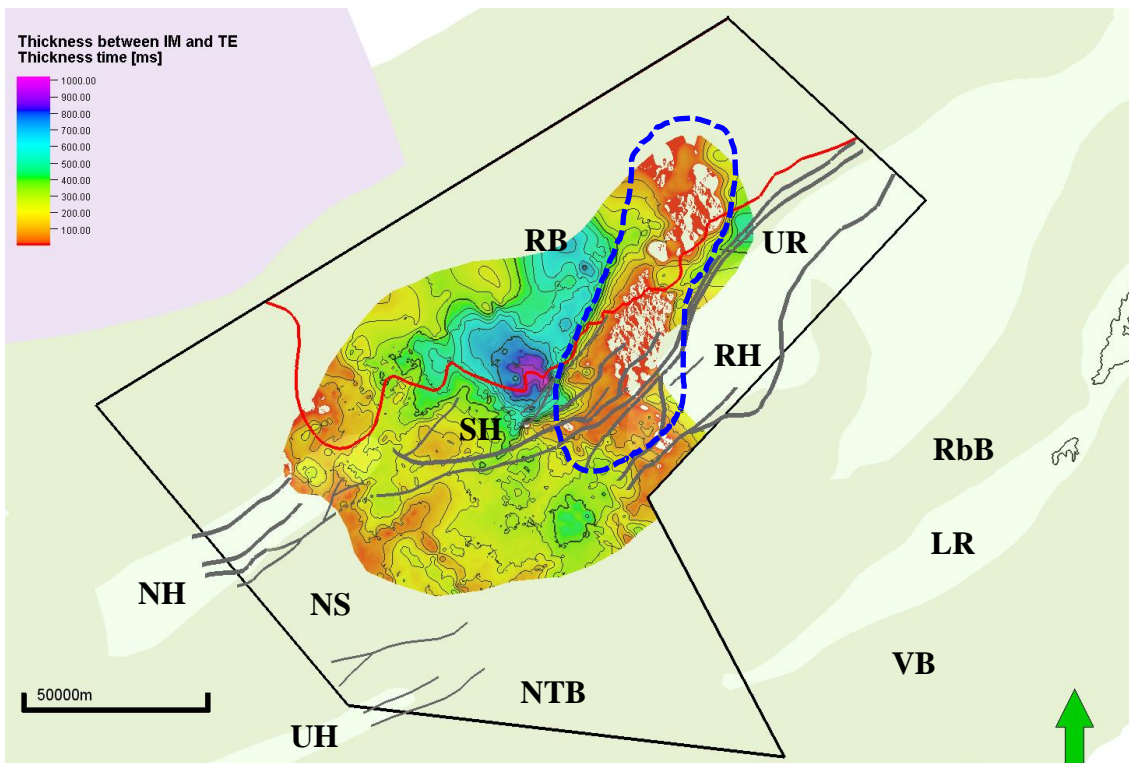 Thickness between IM and TE
Thickness time [ms]
1000.00
900.00
800.00
700.00
600.00
500.00
400.00
300.00
200.00
100.00
RB
UR
RH
SH
RbB
LR
NH
NS
VB
NTB
50000m
UH